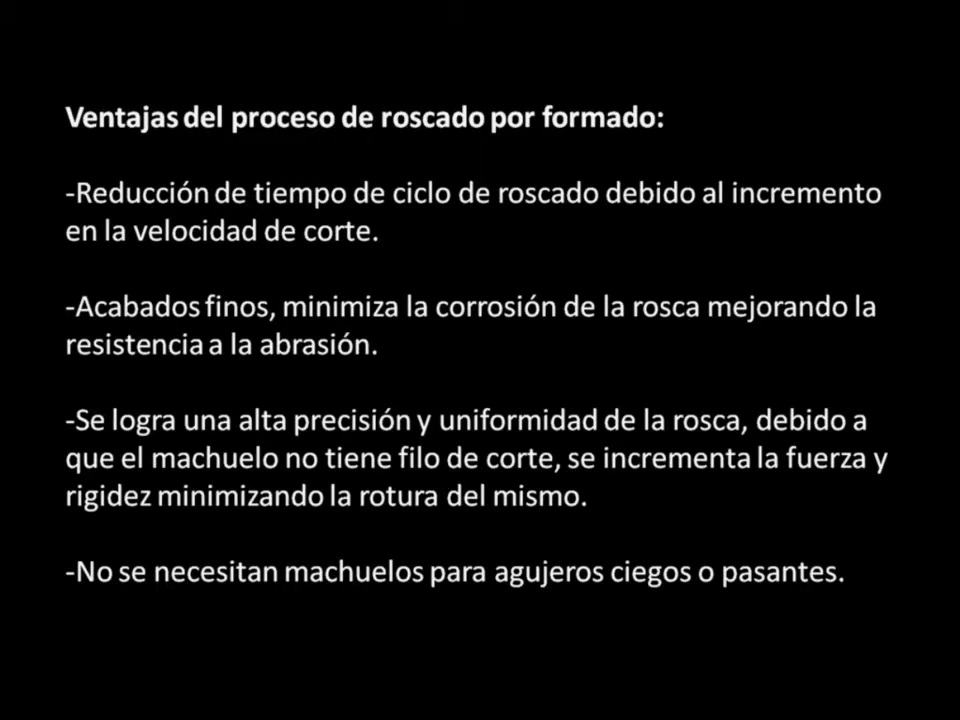 Ventajas del proceso de roscado por formado:
-Reducción de tiempo de ciclo de roscado debido al incremento
en la velocidad de corte.
-Acabados finos, minimiza la corrosión de la rosca mejorando la
resistencia a la abrasión.
-Se logra una alta precisión y uniformidad de la rosca, debido a
que el machuelo no tiene filo de corte, se incrementa la fuerza y
rigidez minimizando la rotura del mismo.
-No se necesitan machuelos para agujeros ciegos o pasantes.